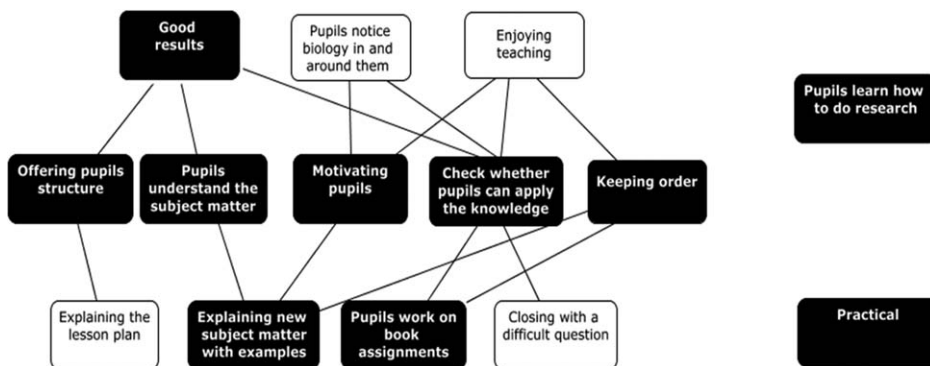 Good
results
Pupils notice
biology in and
around them
Enjoying
teaching
Pupils learn how
to do research
Offering pupils
structure
Pupils
understand the
subject matter
Motivating
pupils
Check whether
pupils can apply
the knowledge
Keeping order
Explaining the
lesson plan
Explaining new
subject matter
with examples
Pupils work on
book
assignments
Closing with a
difficult question
Practical